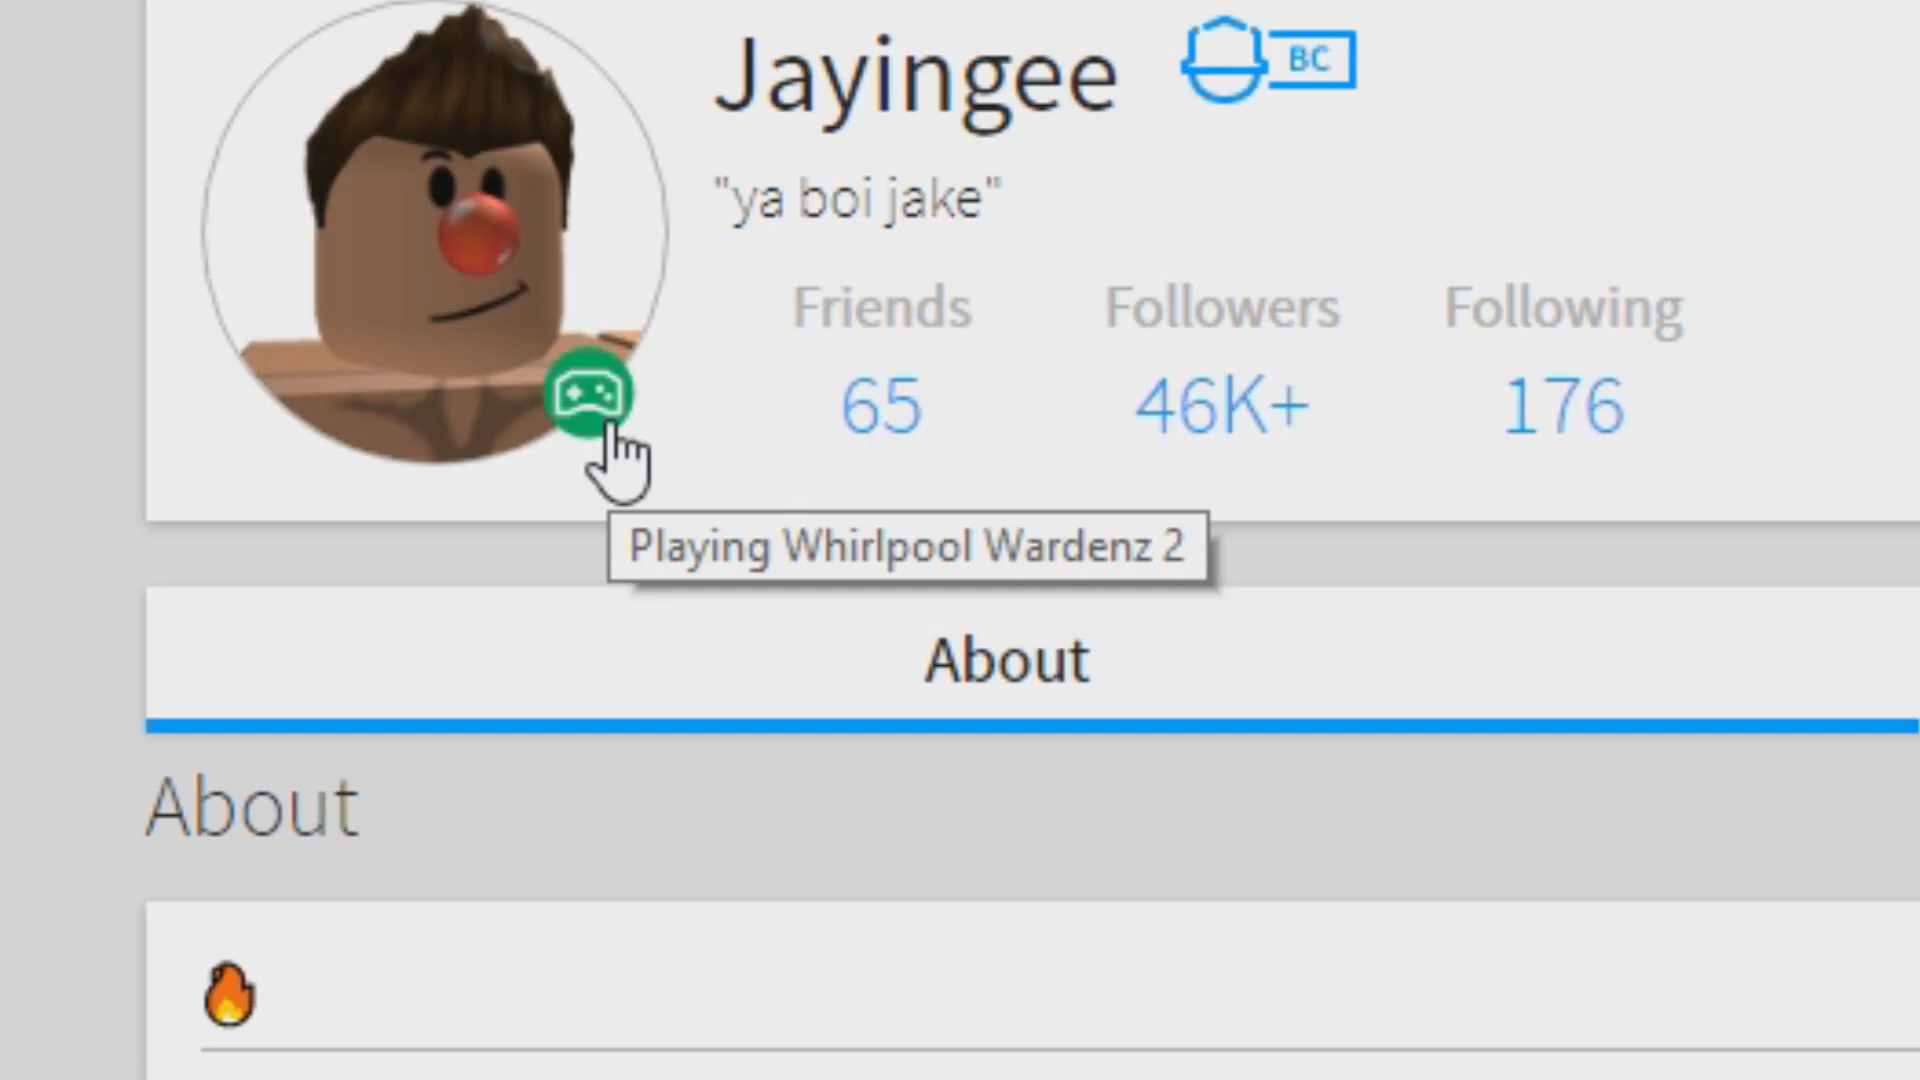 Jayingee
BC
"ya boi jake"
Friends
Followers
Following
65
46K+
176
Playing Whirlpool Wardenz 2
About
About